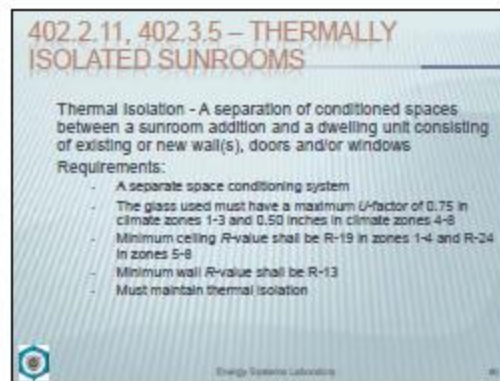 402.2.11, 402.3.5 – THERMALLY
ISOLATED SUNROOMS
Thermal Isolation - A separation of conditioned spaces
between a sunroom addition and a dwelling unit consisting
of existing or new wall(s), doors and/or windows
Requirements:
- A separate space conditioning system
- The glass used must have a maximum U-factor of 0.75 in
climate zones 1-3 and 0.50 inches in climate zones 4-8
- Minimum ceiling R-value shall be R-19 in zones 1-4 and R-24
in zones 5-8
- Minimum wall R-value shall be R-13
- Must maintain thermal isolation
Energy Systems Laboratory